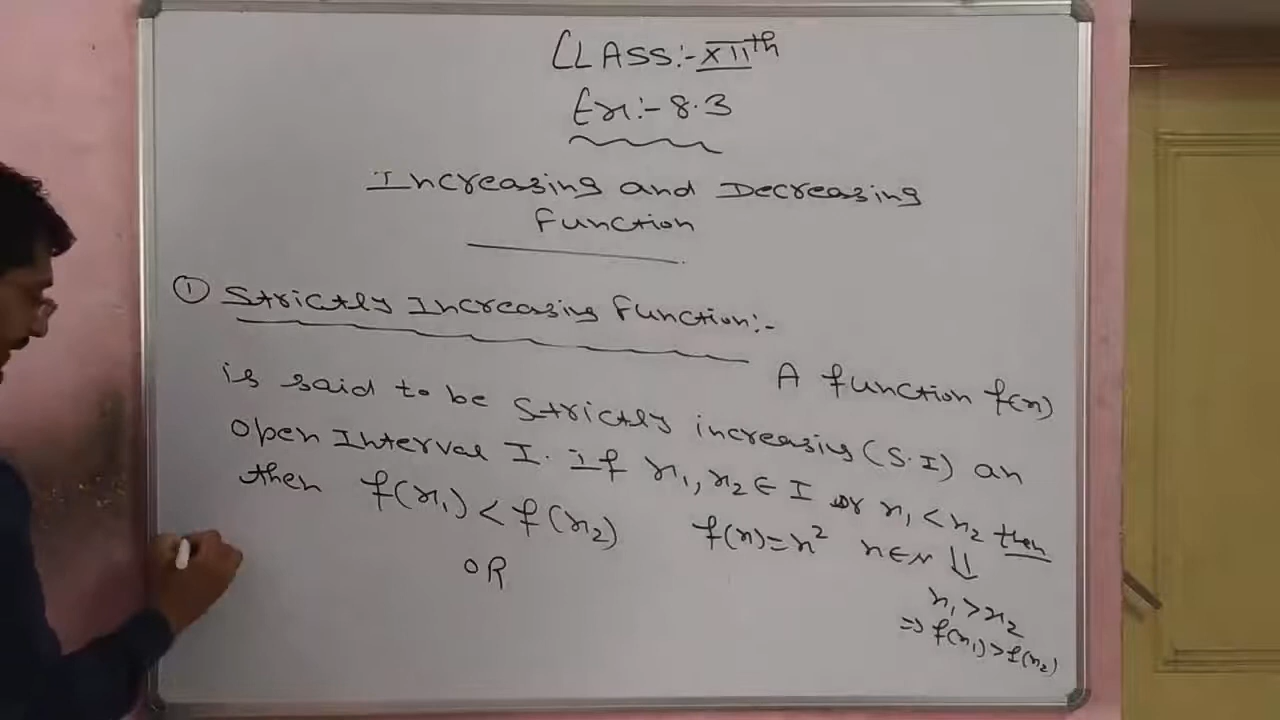 CLASS:- XIIth
Ex:- 8.3
Increasing and Decreasing
Function
① Strictly Increasing Function:-
A function f(x)
is said to be Strictly increasing (S.I) an
open Interval I. if x₁, x₂ ∈ I or x₁ < x₂ then
then f(x₁) < f(x₂)
f(x) = x² x ∈ N ⇓
OR
x₁ > x₂
⇒ f(x₁) > f(x₂)